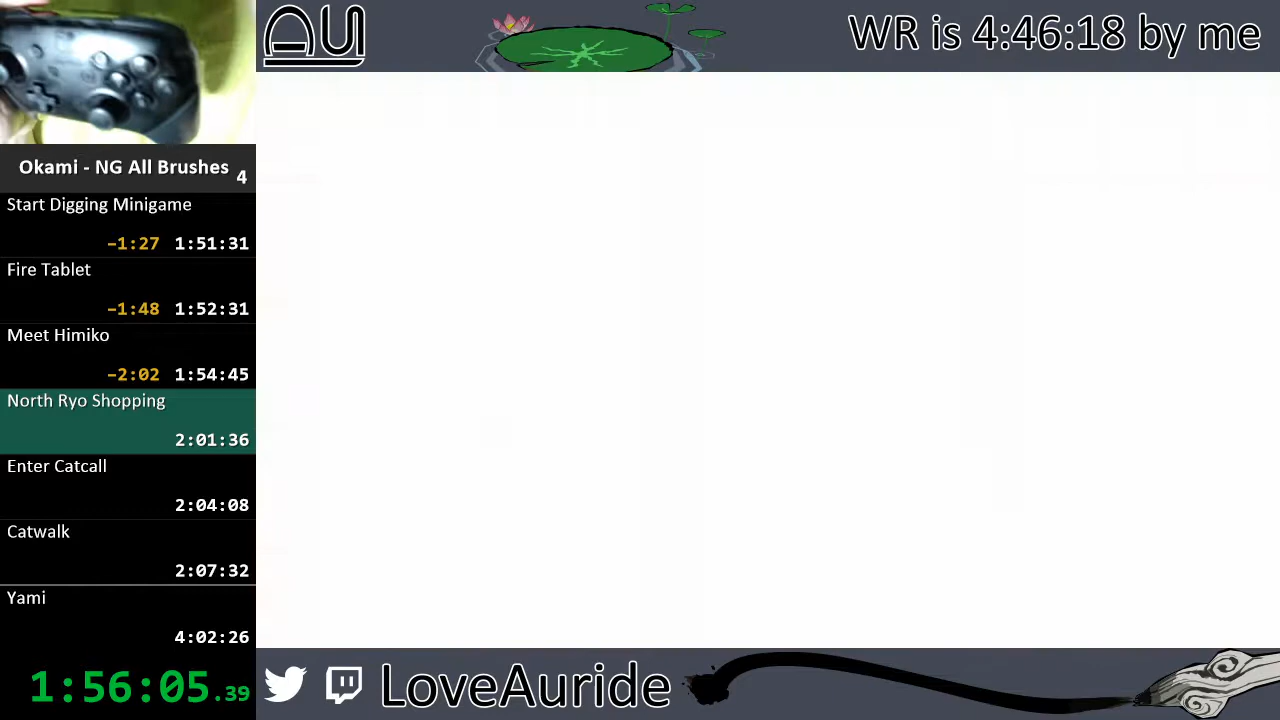 AU
WR is 4:46:18 by me
Okami - NG All Brushes 4
Start Digging Minigame
-1:27 1:51:31
Fire Tablet
-1:48 1:52:31
Meet Himiko
-2:02 1:54:45
North Ryo Shopping
2:01:36
Enter Catcall
2:04:08
Catwalk
2:07:32
Yami
4:02:26
1:56:05.39
LoveAuride